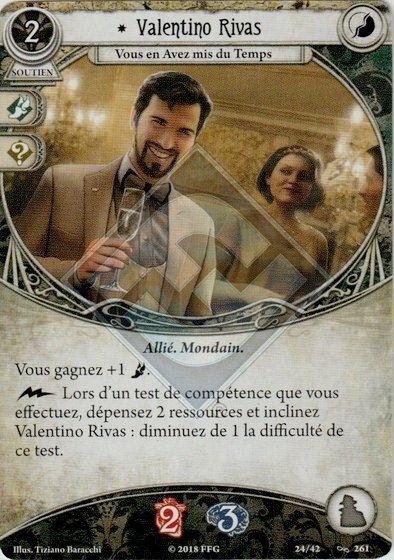 2
Valentino Rivas
Vous en Avez mis du Temps
SOUTIEN
?
Allié. Mondain.
Vous gagnez +1 .
Lors d'un test de compétence que vous
effectuez, dépensez 2 ressources et inclinez
Valentino Rivas : diminuez de 1 la difficulté de
ce test.
2
3
Illus. Tiziano Baracchi
© 2018 FFG
24/42
261